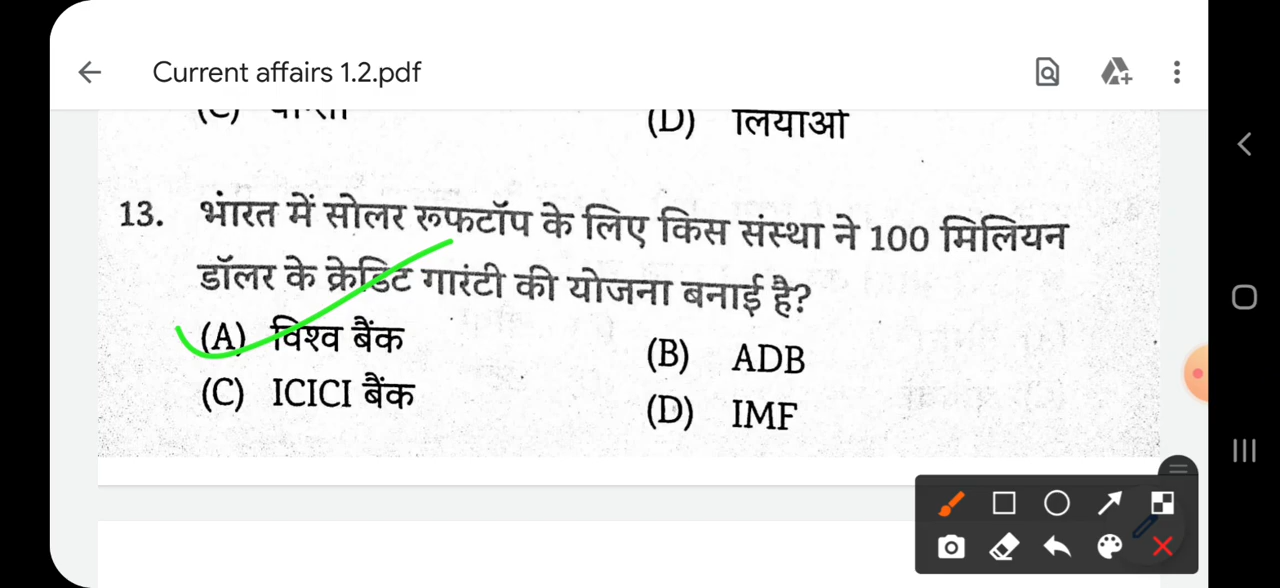 Current affairs 1.2.pdf
(D) लियाओ
13. भारत में सोलर रूफटॉप के लिए किस संस्था ने 100 मिलियन
डॉलर के क्रेडिट गारंटी की योजना बनाई है?
(A) विश्व बैंक (B) ADB
(C) ICICI बैंक (D) IMF